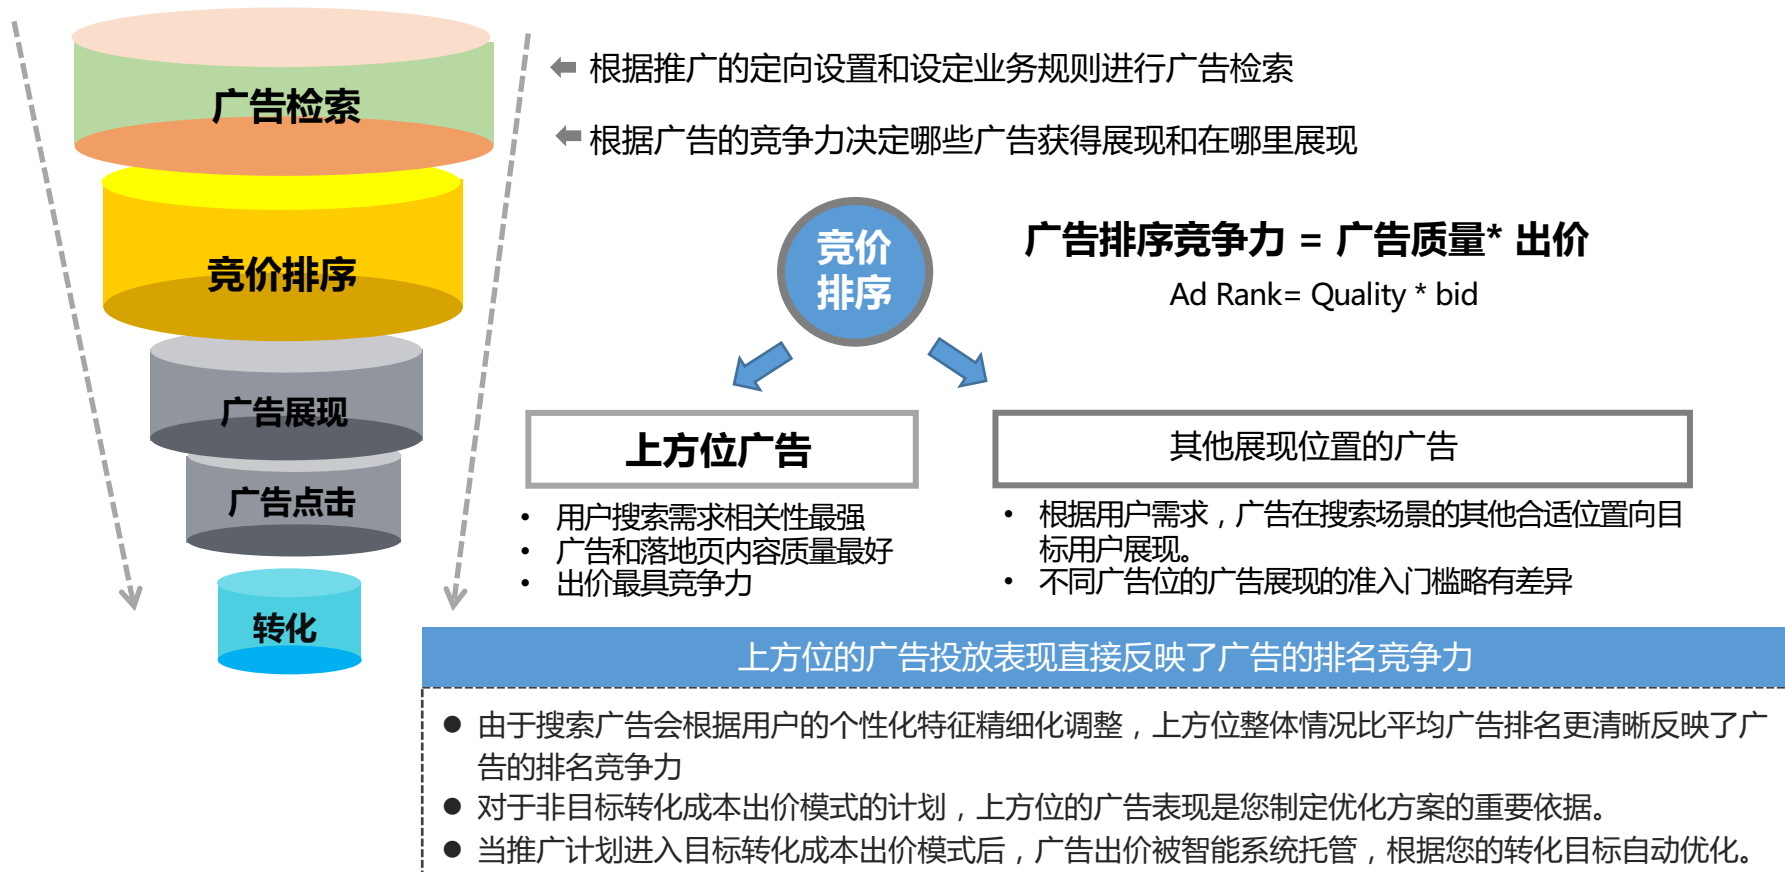 广告检索
竞价排序
广告展现
广告点击
转化
根据推广的定向设置和设定业务规则进行广告检索
根据广告的竞争力决定哪些广告获得展现和在哪里展现
竞价
排序
广告排序竞争力 = 广告质量* 出价
Ad Rank= Quality * bid
上方位广告
• 用户搜索需求相关性最强
• 广告和落地页内容质量最好
• 出价最具竞争力
其他展现位置的广告
• 根据用户需求，广告在搜索场景的其他合适位置向目
标用户展现。
• 不同广告位的广告展现的准入门槛略有差异
上方位的广告投放表现直接反映了广告的排名竞争力
● 由于搜索广告会根据用户的个性化特征精细化调整，上方位整体情况比平均广告排名更清晰反映了广
告的排名竞争力
● 对于非目标转化成本出价模式的计划，上方位的广告表现是您制定优化方案的重要依据。
● 当推广计划进入目标转化成本出价模式后，广告出价被智能系统托管，根据您的转化目标自动优化。